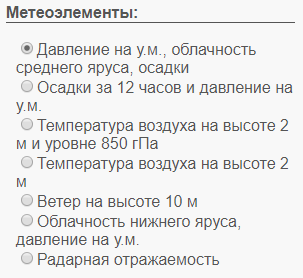 Метеоэлементы:
Давление на у.м., облачность
среднего яруса, осадки
Осадки за 12 часов и давление на
у.м.
Температура воздуха на высоте 2
м и уровне 850 гПа
Температура воздуха на высоте 2
м
Ветер на высоте 10 м
Облачность нижнего яруса,
давление на у.м.
Радарная отражаемость